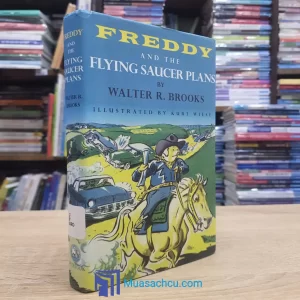 FREDDY
AND THE
FLYING SAUCER PLANS
BY
WALTER R. BROOKS
ILLUSTRATED BY KURT WIESE
FREDDY
AND THE
FLYING
SAUCER
PLANS
WALTER R.
BROOKS
Muasachcu.com